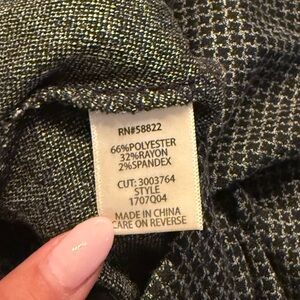 RN#58822
66%POLYESTER
32%RAYON
2%SPANDEX
CUT: 3003764
STYLE
1707Q04
MADE IN CHINA
CARE ON REVERSE